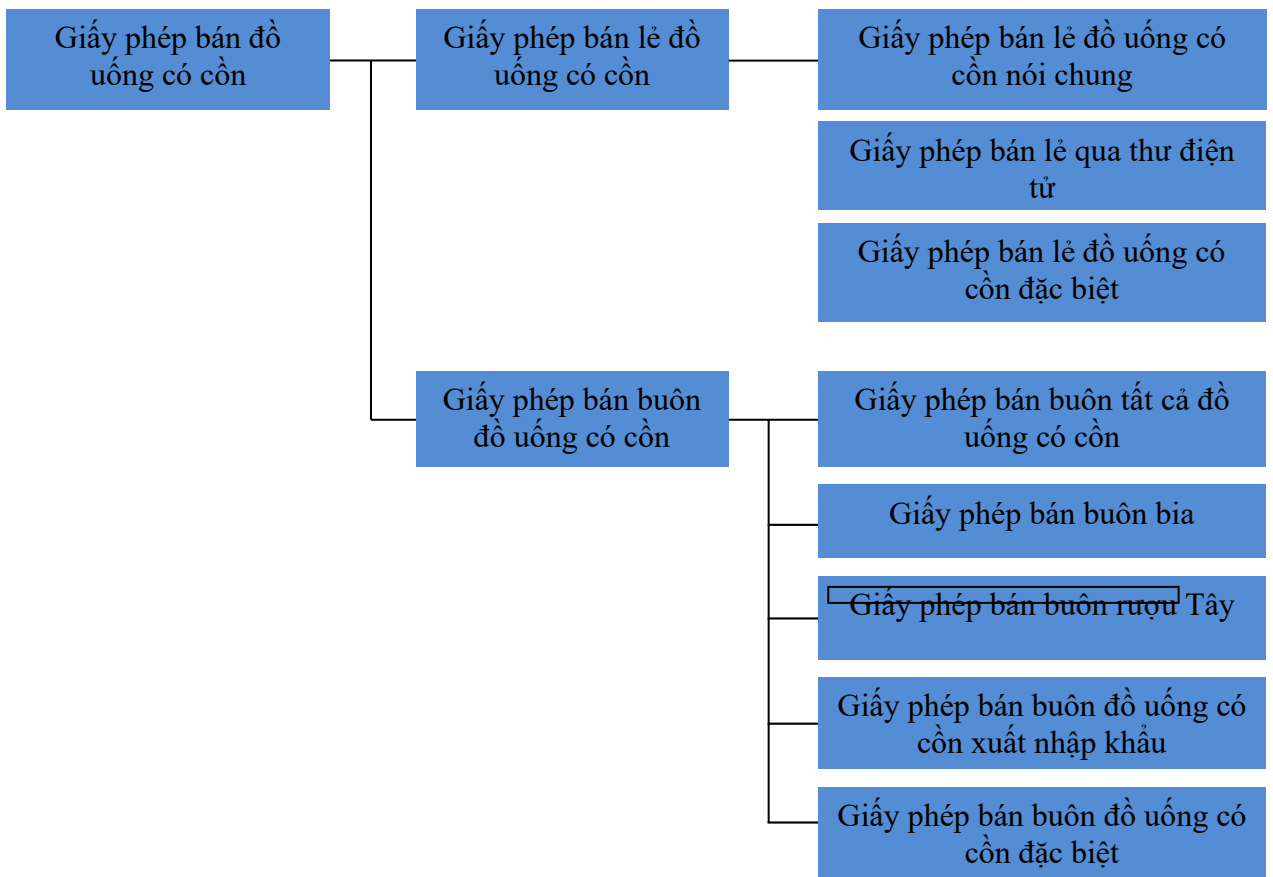 Giấy phép bán đồ
uống có cồn
Giấy phép bán lẻ đồ
uống có cồn
Giấy phép bán lẻ đồ uống có
cồn nói chung
Giấy phép bán lẻ qua thư điện
tử
Giấy phép bán lẻ đồ uống có
cồn đặc biệt
Giấy phép bán buôn
đồ uống có cồn
Giấy phép bán buôn tất cả đồ
uống có cồn
Giấy phép bán buôn bia
Giấy phép bán buôn rượu Tây
Giấy phép bán buôn đồ uống có
cồn xuất nhập khẩu
Giấy phép bán buôn đồ uống có
cồn đặc biệt